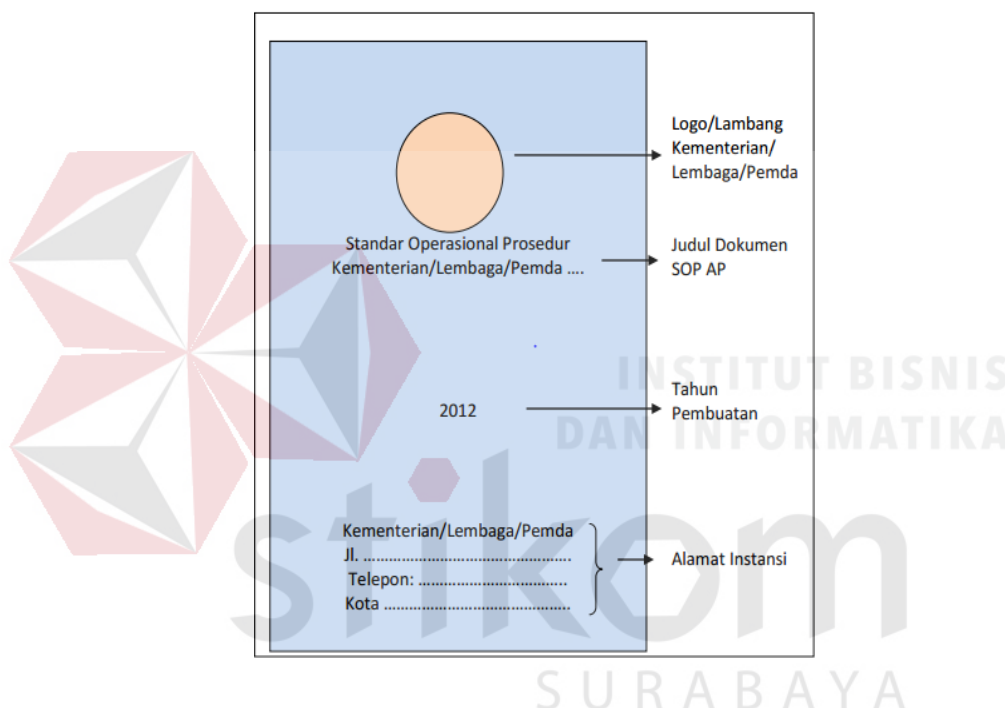 Logo/Lambang
Kementerian/
Lembaga/Pemda
Standar Operasional Prosedur
Kementerian/Lembaga/Pemda ....
Judul Dokumen
SOP AP
INSTITUT BISNIS
DAN INFORMATIKA
2012
Tahun
Pembuatan
stikom
SURABAYA
Kementerian/Lembaga/Pemda
Jl. .................................................
Telepon: ...................................
Kota ............................................
Alamat Instansi